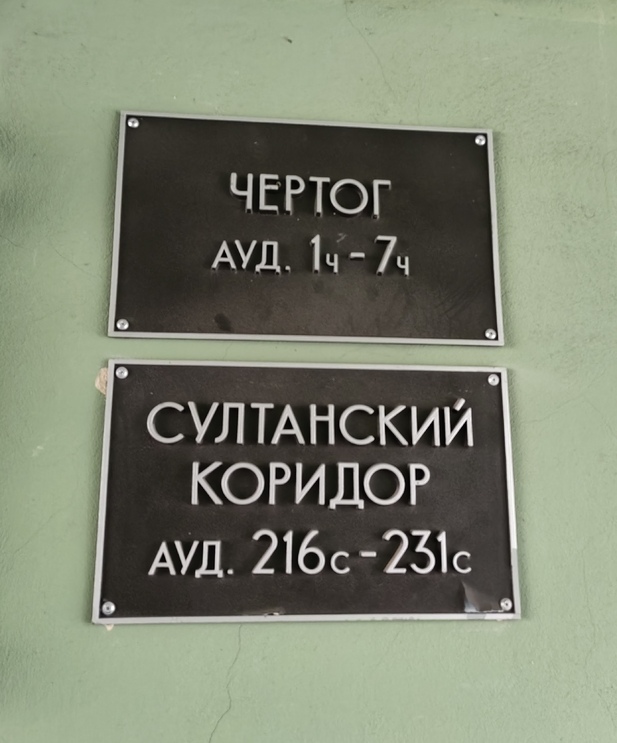 ЧЕРТОГ
АУД. 1ч-7ч
СУЛТАНСКИЙ
КОРИДОР
АУД. 216с-231с